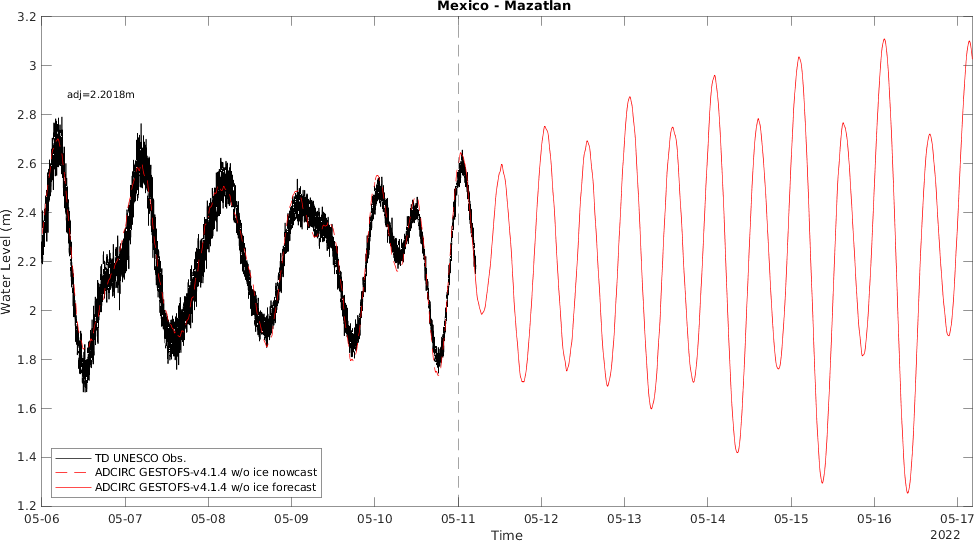 Mexico - Mazatlan
3.2
3
2.8
2.6
2.4
2.2
2
1.8
1.6
1.4
1.2
Water Level (m)
adj=2.2018m
TD UNESCO Obs.
ADCIRC GESTOFS-v4.1.4 w/o ice nowcast
ADCIRC GESTOFS-v4.1.4 w/o ice forecast
05-06 05-07 05-08 05-09 05-10 05-11 05-12 05-13 05-14 05-15 05-16 05-17
Time
2022